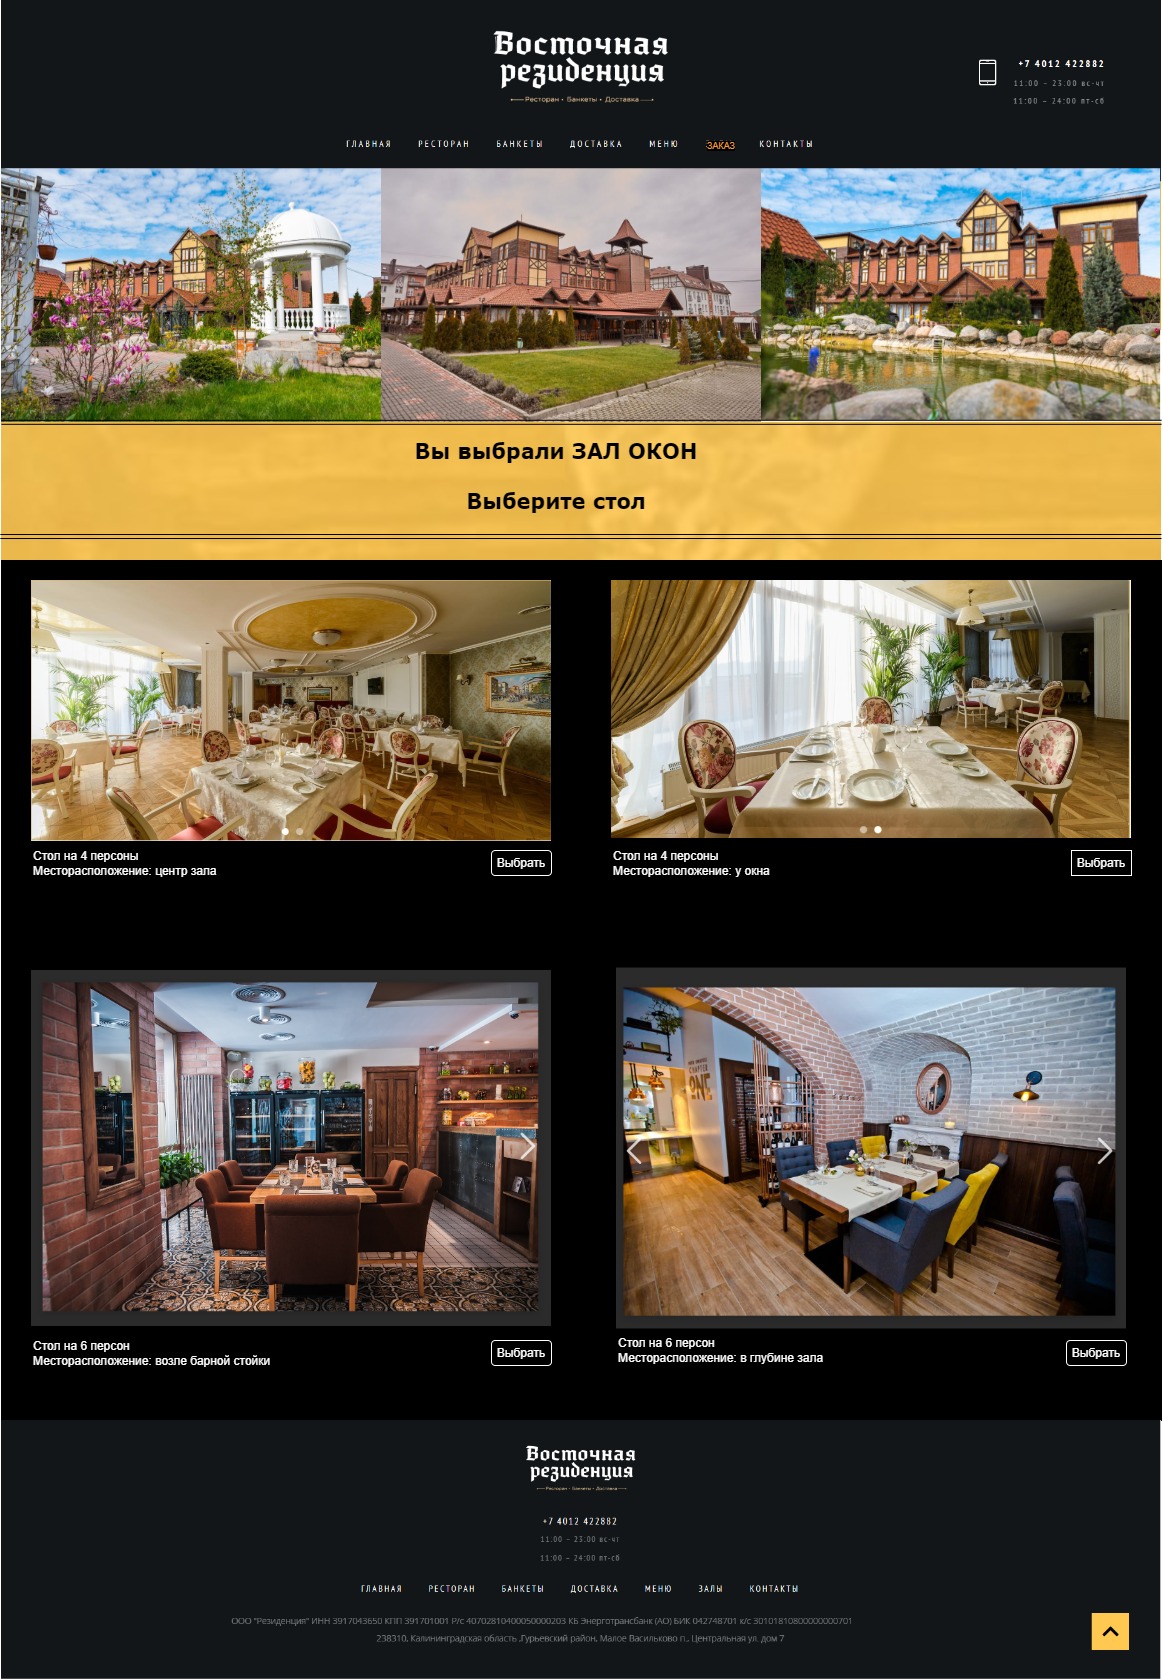 Восточная
резиденция
Ресторан • Банкеты • Доставка
+7 4012 422882
11:00 – 23:00 вс-чт
11:00 – 24:00 пт-сб
ГЛАВНАЯ РЕСТОРАН БАНКЕТЫ ДОСТАВКА МЕНЮ ЗАКАЗ КОНТАКТЫ
Вы выбрали ЗАЛ ОКОН
Выберите стол
Стол на 4 персоны
Месторасположение: центр зала
Выбрать
Стол на 4 персоны
Месторасположение: у окна
Выбрать
Стол на 6 персон
Месторасположение: возле барной стойки
Выбрать
CHAPTER
ONE
Стол на 6 персон
Месторасположение: в глубине зала
Выбрать
Восточная
резиденция
Ресторан • Банкеты • Доставка
+7 4012 422882
11:00 – 23:00 вс-чт
11:00 – 24:00 пт-сб
ГЛАВНАЯ РЕСТОРАН БАНКЕТЫ ДОСТАВКА МЕНЮ ЗАЛЫ КОНТАКТЫ
ООО "Резиденция" ИНН 3917043650 КПП 391701001 Р/с 40702810400050000203 КБ Энерготрансбанк (АО) БИК 042748701 к/с 30101810800000000701
238310, Калининградская область ,Гурьевский район, Малое Васильково п., Центральная ул. дом 7